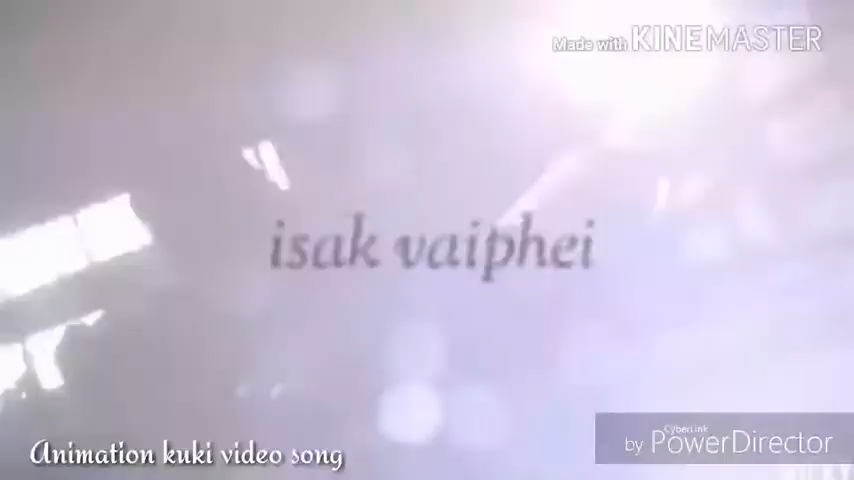 Made with KINEMASTER
isak vaiphei
CyberLink
by PowerDirector
Animation kuki video song